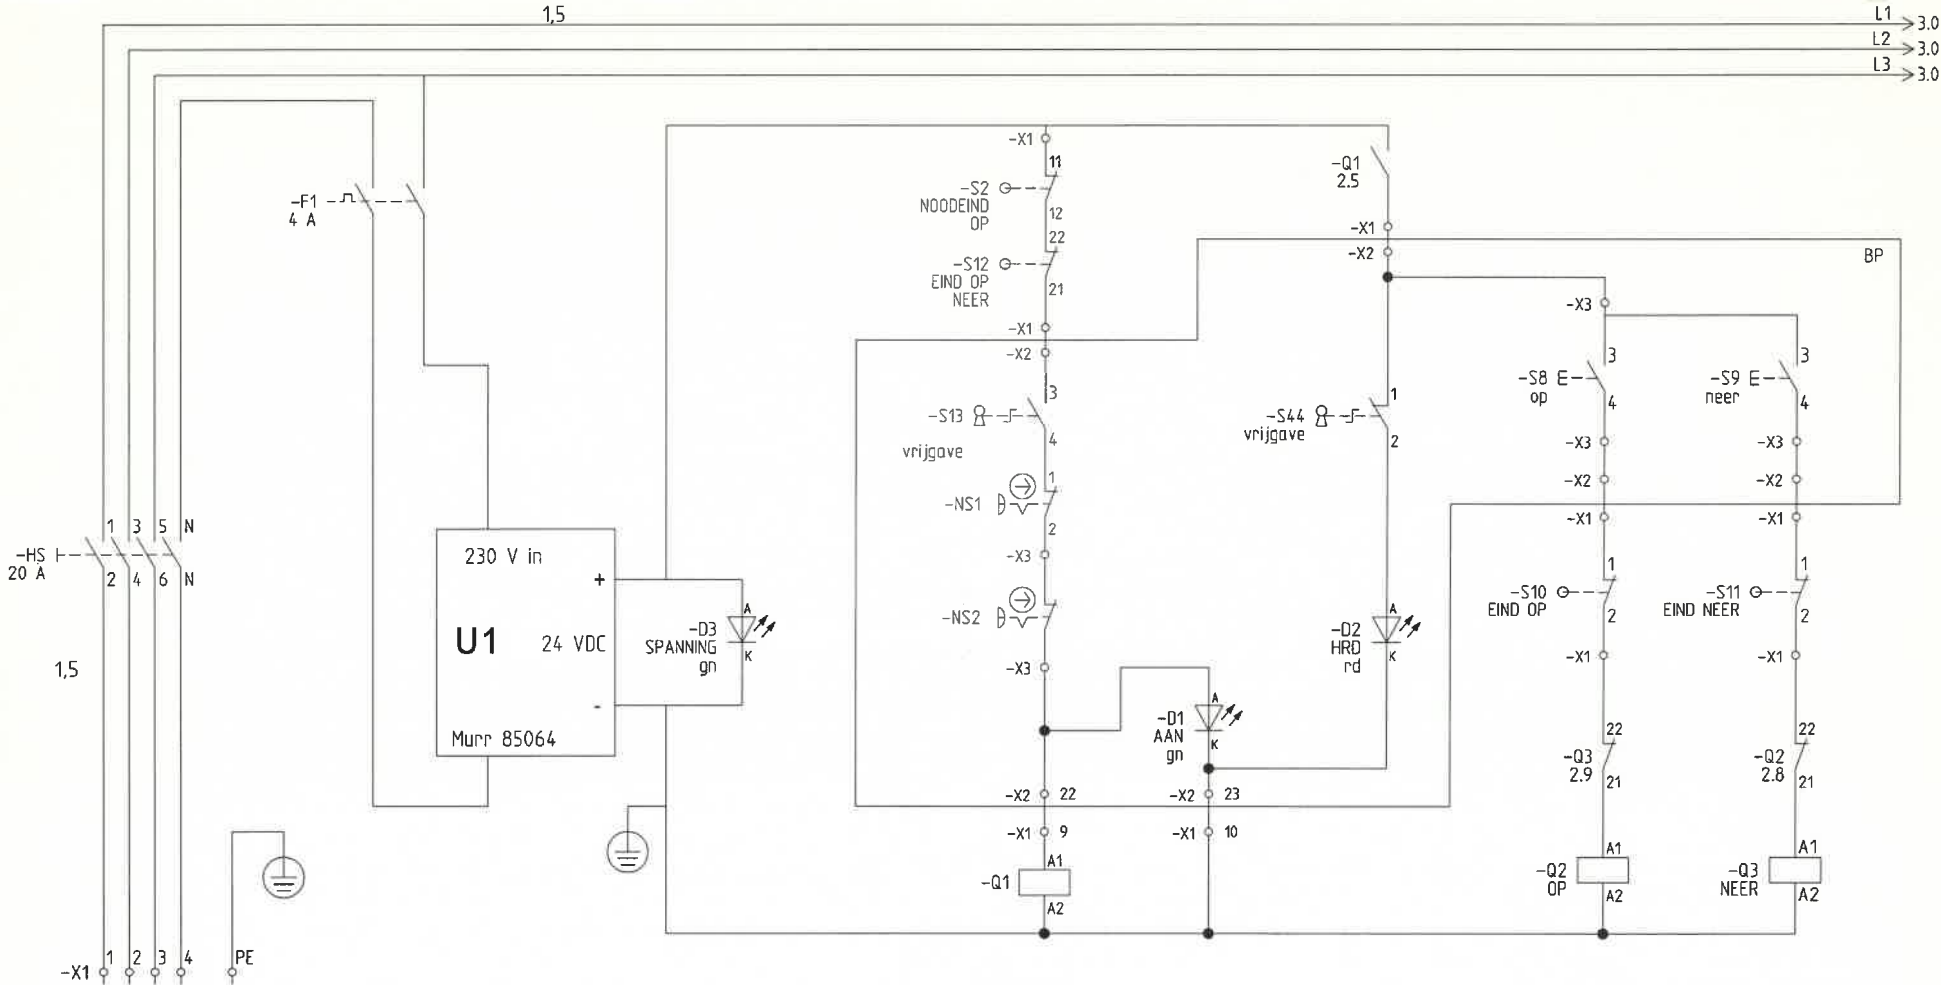 1,5
L1 3.0
L2 3.0
L3 3.0
-X1
11
-S2
NOODEIND
OP
12
22
-S12
EIND OP
NEER
21
-X1
-X2
-Q1
2.5
-X1
-X2
BP
-F1
4 A
-X3
3
-S8
op
4
-X3
-X2
-X1
3
-S9
neer
4
-X3
-X2
-X1
3
-S13
vrijgave
4
1
-S44
vrijgave
2
1
-NS1
2
-X3
-NS2
-X3
1 3 5 N
-HS
20 A
2 4 6 N
230 V in
+
U1
24 VDC
-
Murr 85064
A
-D3
SPANNING
gn
K
A
-D2
HRD
rd
K
1
-S10
EIND OP
2
-X1
1
-S11
EIND NEER
2
-X1
1,5
A
-D1
AAN
gn
K
22
-Q3
2.9
21
22
-Q2
2.8
21
-X2 22
-X2 23
-X1 9
-X1 10
A1
-Q1
A2
A1
-Q2
OP
A2
A1
-Q3
NEER
A2
-X1 1 2 3 4 PE